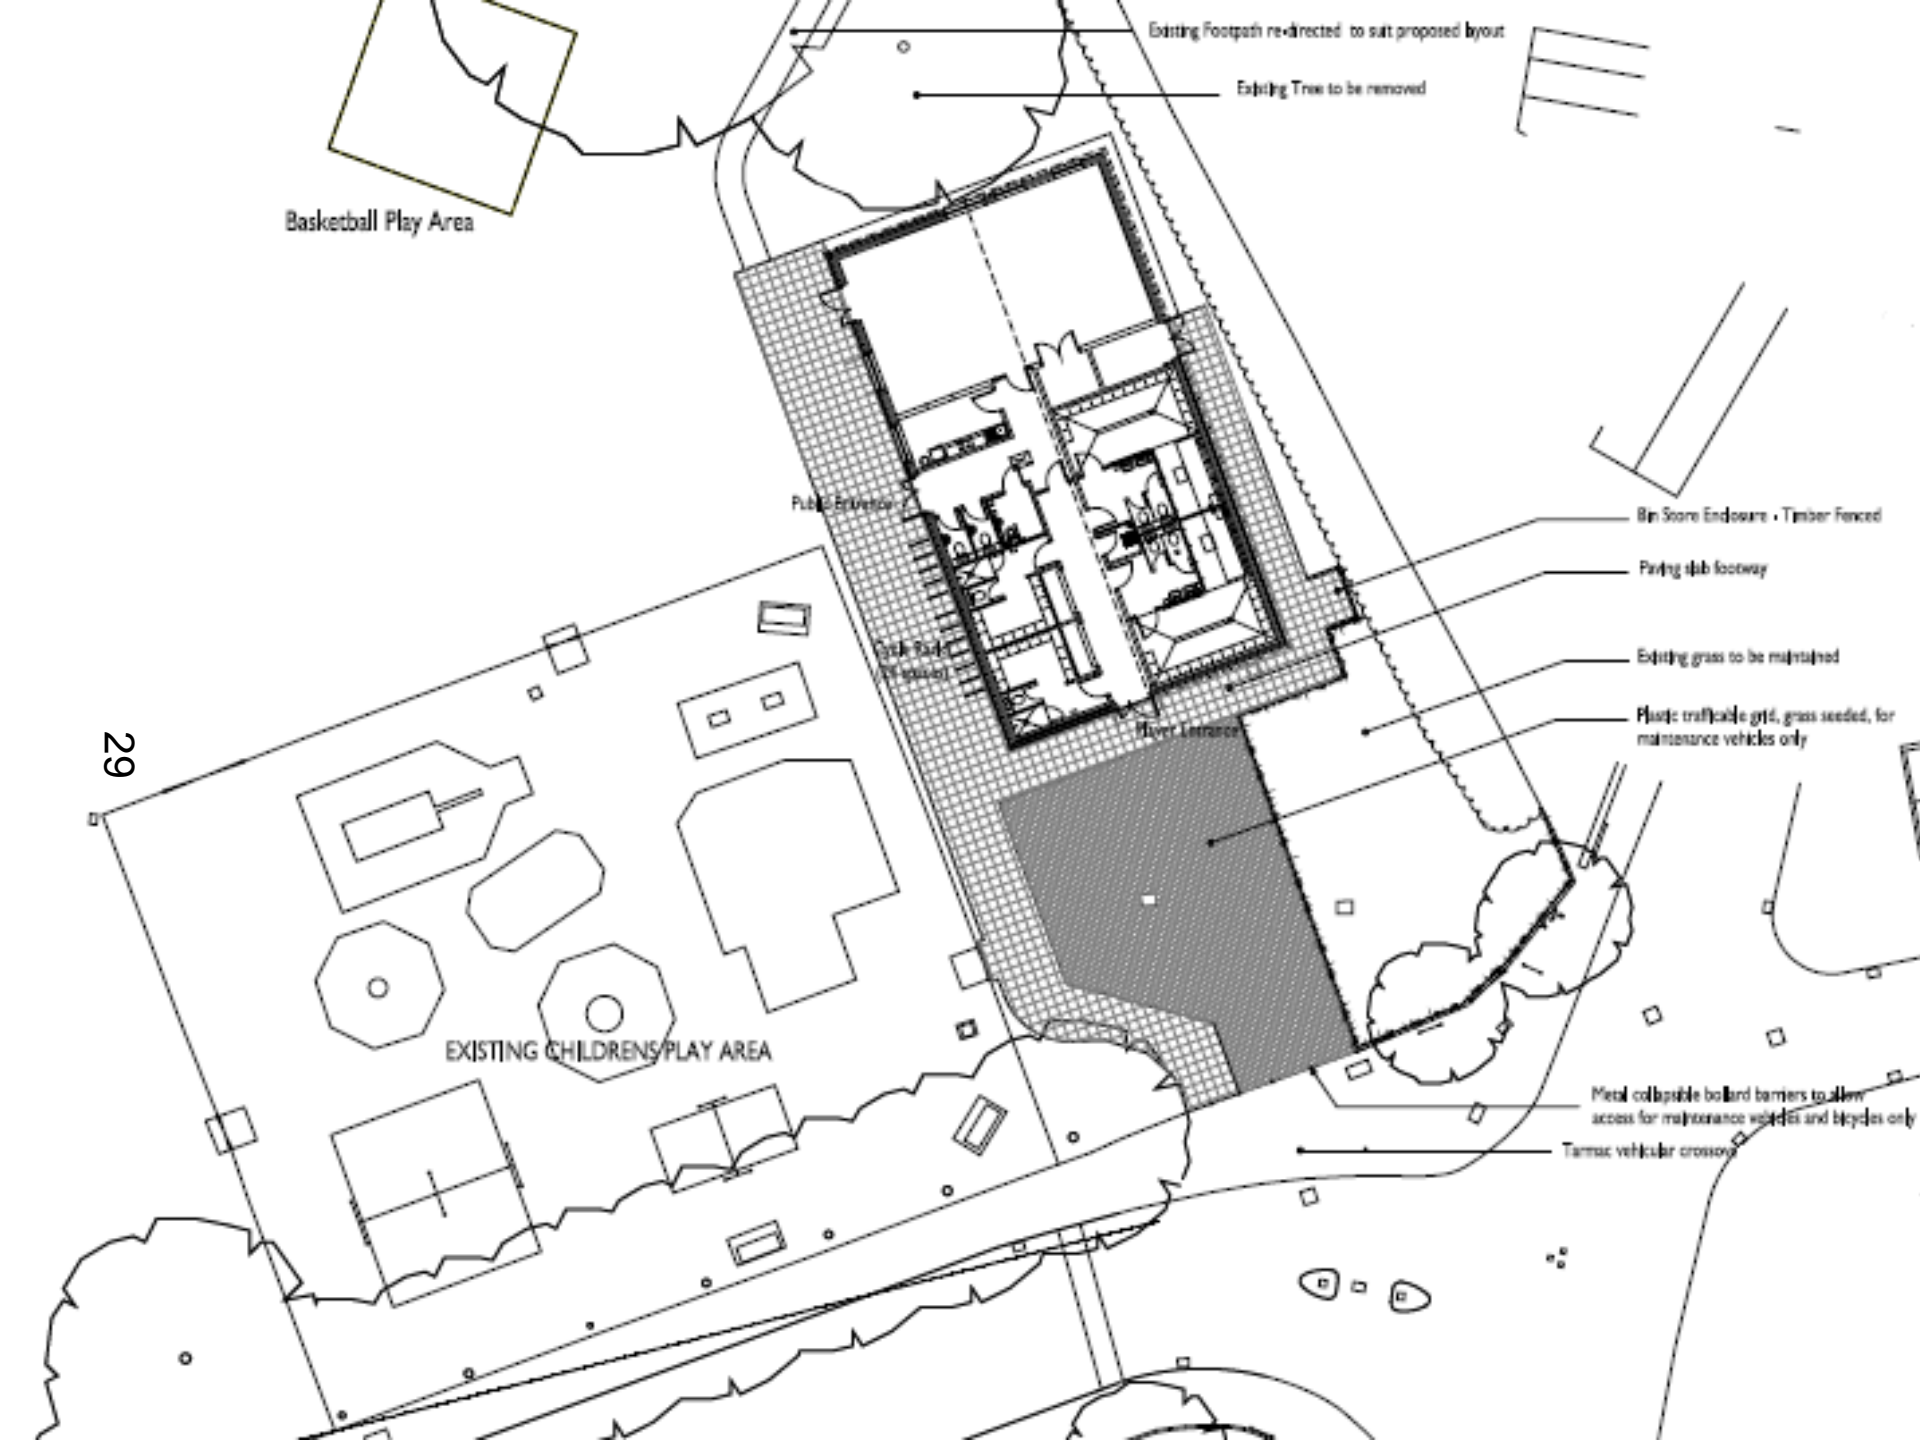 Existing Footpath re-directed to suit proposed layout
Existing Tree to be removed
Basketball Play Area
Public Entrance
Bin Store Enclosure - Timber Fenced
Paving slab footway
Existing grass to be maintained
Plastic trafficable grid, grass seeded, for
maintenance vehicles only
Player Entrance
29
EXISTING CHILDRENS PLAY AREA
Metal collapsible bollard barriers to allow
access for maintenance vehicles and bicycles only
Tarmac vehicular crossove